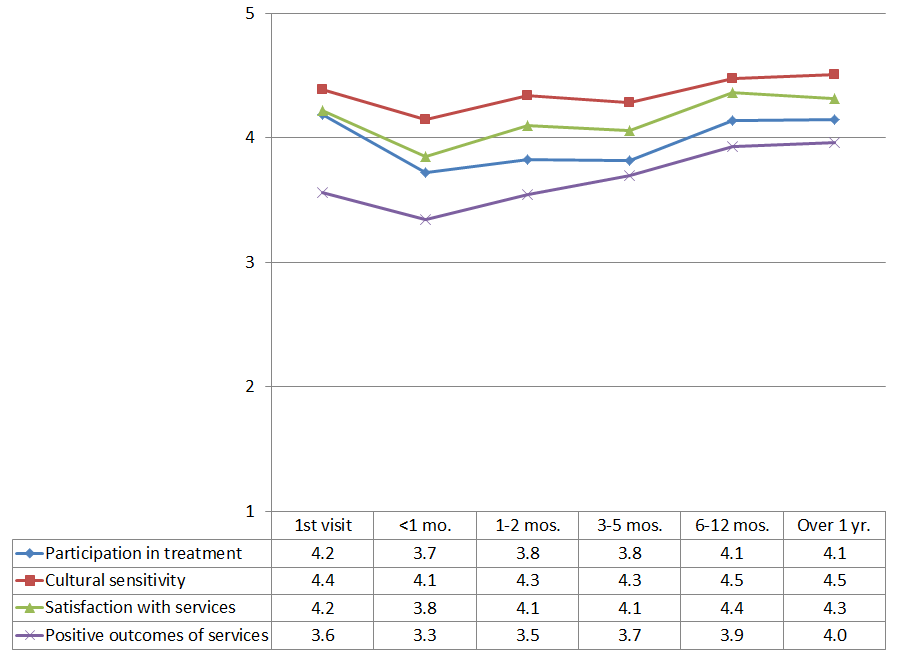 5
4
3
2
1
1st visit <1 mo. 1-2 mos. 3-5 mos. 6-12 mos. Over 1 yr.
Participation in treatment 4.2 3.7 3.8 3.8 4.1 4.1
Cultural sensitivity 4.4 4.1 4.3 4.3 4.5 4.5
Satisfaction with services 4.2 3.8 4.1 4.1 4.4 4.3
Positive outcomes of services 3.6 3.3 3.5 3.7 3.9 4.0